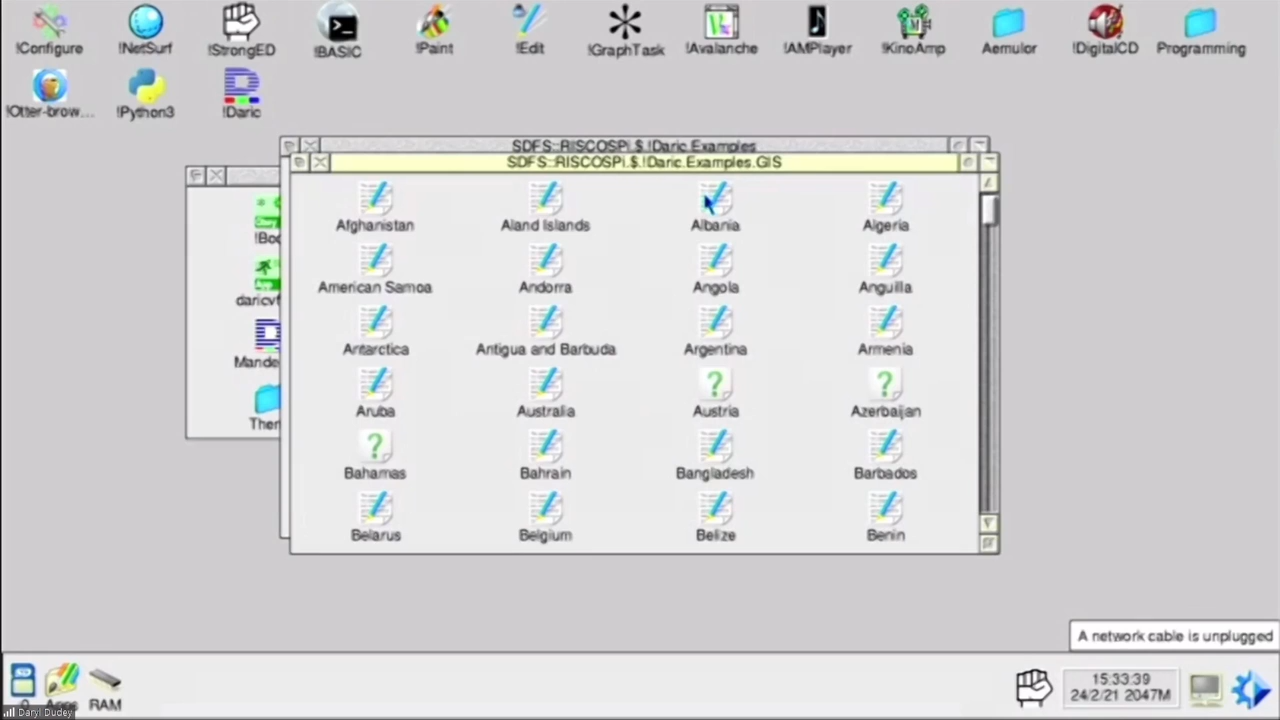 !Configure !NetSurf !StrongED !BASIC !Paint !Edit !GraphTask !Avalanche !AMPlayer !KinoAmp Aemulor !DigitalCD Programming
!Otter-brow... !Python3 !Daric
SDFS::RISCOSPi.$.!Daric.Examples
SDFS::RISCOSPi.$.!Daric.Examples.GIS
Afghanistan Aland Islands Albania Algeria
!Boo
American Samoa Andorra Angola Anguilla
daricvf
Antarctica Antigua and Barbuda Argentina Armenia
Mande
Aruba Australia Austria Azerbaijan
Ther
Bahamas Bahrain Bangladesh Barbados
Belarus Belgium Belize Benin
A network cable is unplugged
15:33:39
24/2/21 2047M
RAM
Daryl Dudey